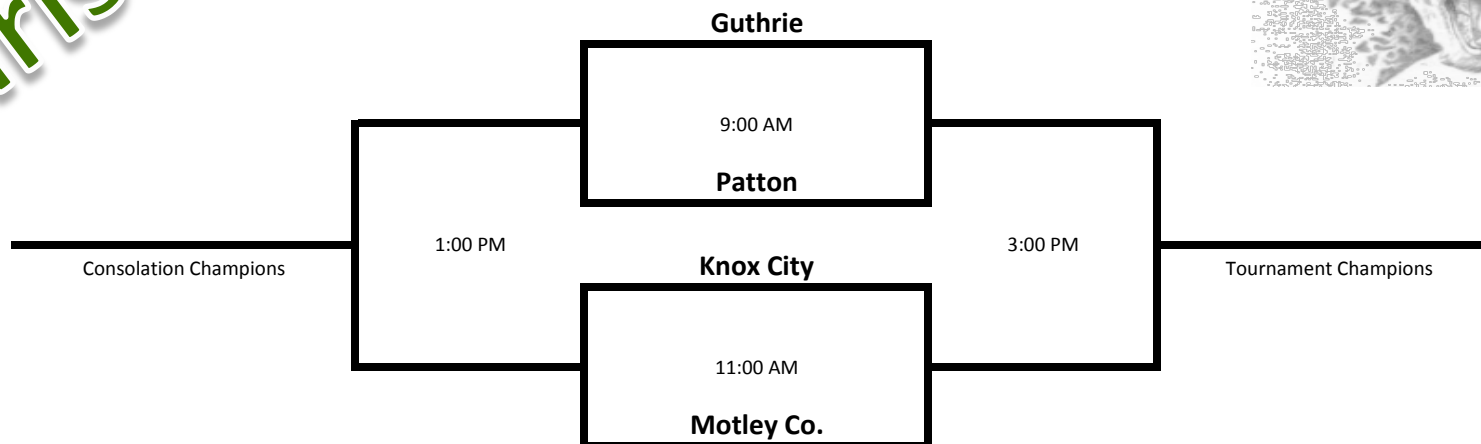 Guthrie
9:00 AM
Patton
1:00 PM
3:00 PM
Knox City
Consolation Champions
Tournament Champions
11:00 AM
Motley Co.